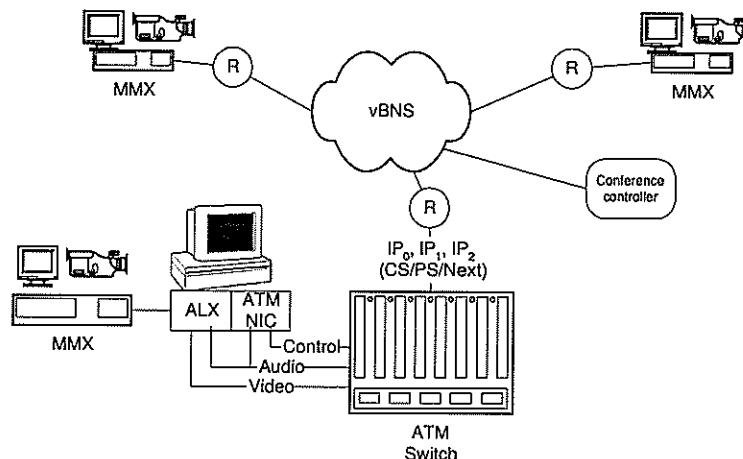 R
R
MMX
vBNS
MMX
Conference
controller
R
IP₀, IP₁, IP₂
(CS/PS/Next)
ALX
ATM
NIC
MMX
Control
Audio
Video
ATM
Switch